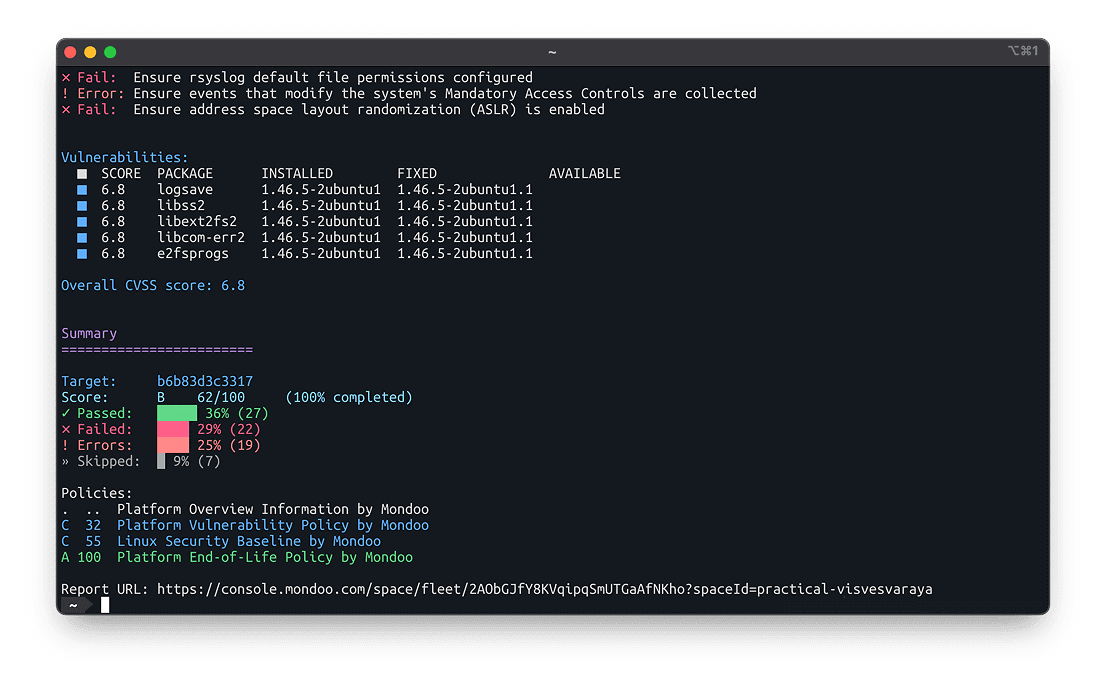 ~
⌥⌘1
× Fail:  Ensure rsyslog default file permissions configured
! Error: Ensure events that modify the system's Mandatory Access Controls are collected
× Fail:  Ensure address space layout randomization (ASLR) is enabled
Vulnerabilities:
■  SCORE  PACKAGE      INSTALLED        FIXED              AVAILABLE
■  6.8    logsave      1.46.5-2ubuntu1  1.46.5-2ubuntu1.1
■  6.8    libss2       1.46.5-2ubuntu1  1.46.5-2ubuntu1.1
■  6.8    libext2fs2   1.46.5-2ubuntu1  1.46.5-2ubuntu1.1
■  6.8    libcom-err2  1.46.5-2ubuntu1  1.46.5-2ubuntu1.1
■  6.8    e2fsprogs    1.46.5-2ubuntu1  1.46.5-2ubuntu1.1
Overall CVSS score: 6.8
Summary
========================
Target:     b6b83d3c3317
Score:      B    62/100     (100% completed)
✓ Passed:   36% (27)
× Failed:   29% (22)
! Errors:   25% (19)
» Skipped:  9% (7)
Policies:
.  ..  Platform Overview Information by Mondoo
C  32  Platform Vulnerability Policy by Mondoo
C  55  Linux Security Baseline by Mondoo
A 100  Platform End-of-Life Policy by Mondoo
Report URL: https://console.mondoo.com/space/fleet/2AObGJfY8KVqipqSmUTGaAfNKho?spaceId=practical-visvesvaraya
~